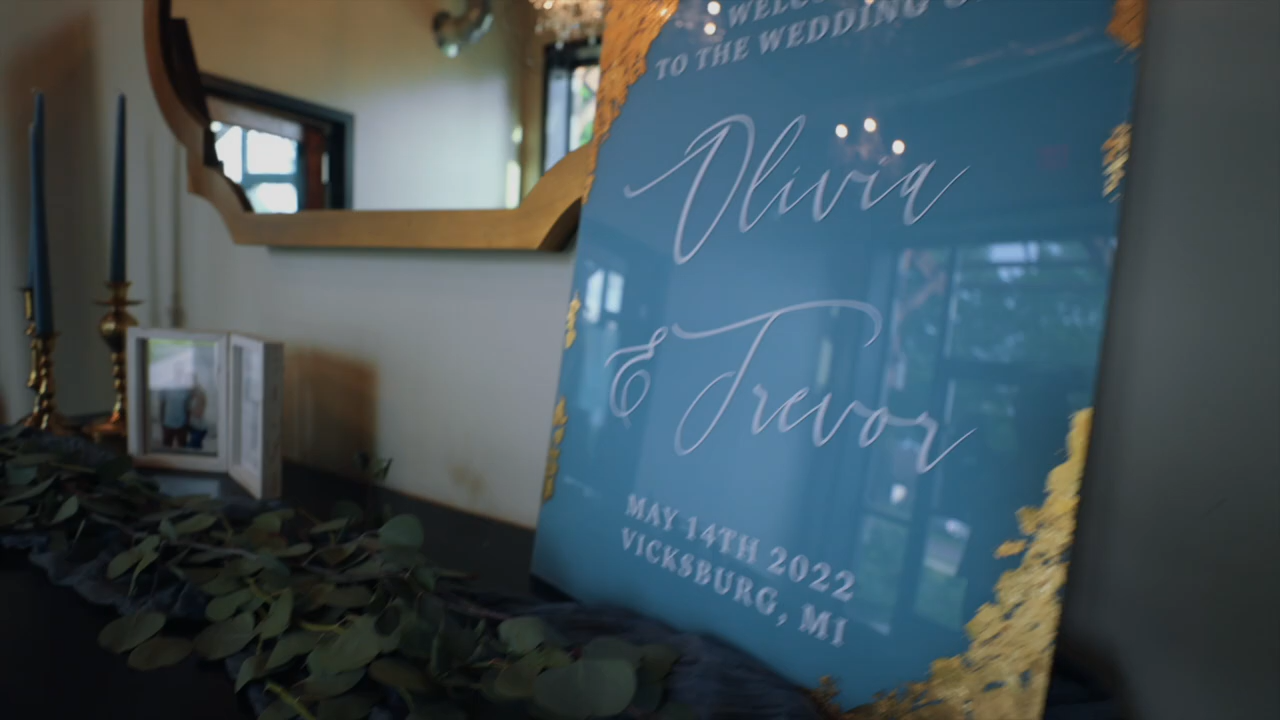 TO THE WEDDING
Olivia
& Trevor
MAY 14TH 2022
VICKSBURG, MI